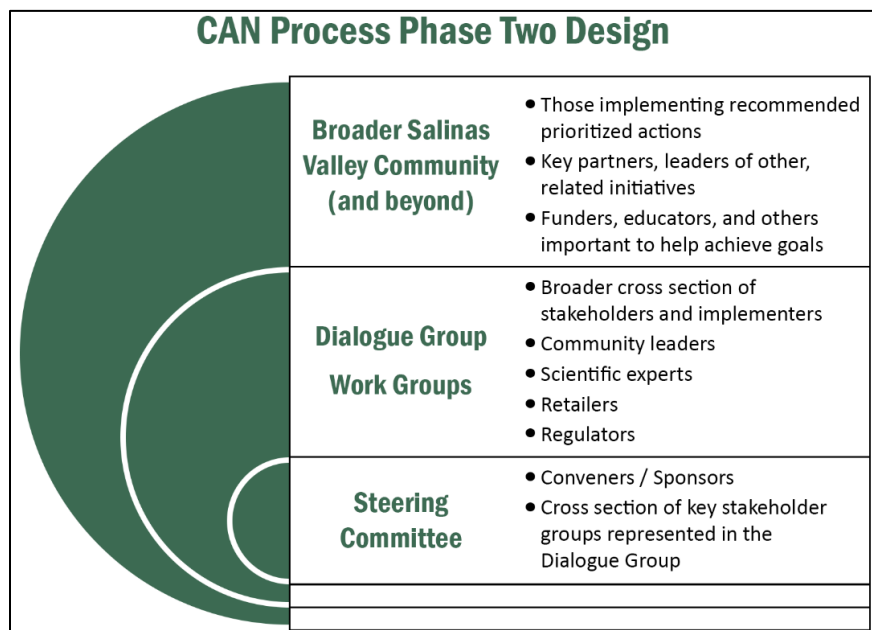 CAN Process Phase Two Design
Broader Salinas
Valley Community
(and beyond)
• Those implementing recommended
prioritized actions
• Key partners, leaders of other,
related initiatives
• Funders, educators, and others
important to help achieve goals
Dialogue Group
Work Groups
• Broader cross section of
stakeholders and implementers
• Community leaders
• Scientific experts
• Retailers
• Regulators
Steering
Committee
• Conveners / Sponsors
• Cross section of key stakeholder
groups represented in the
Dialogue Group